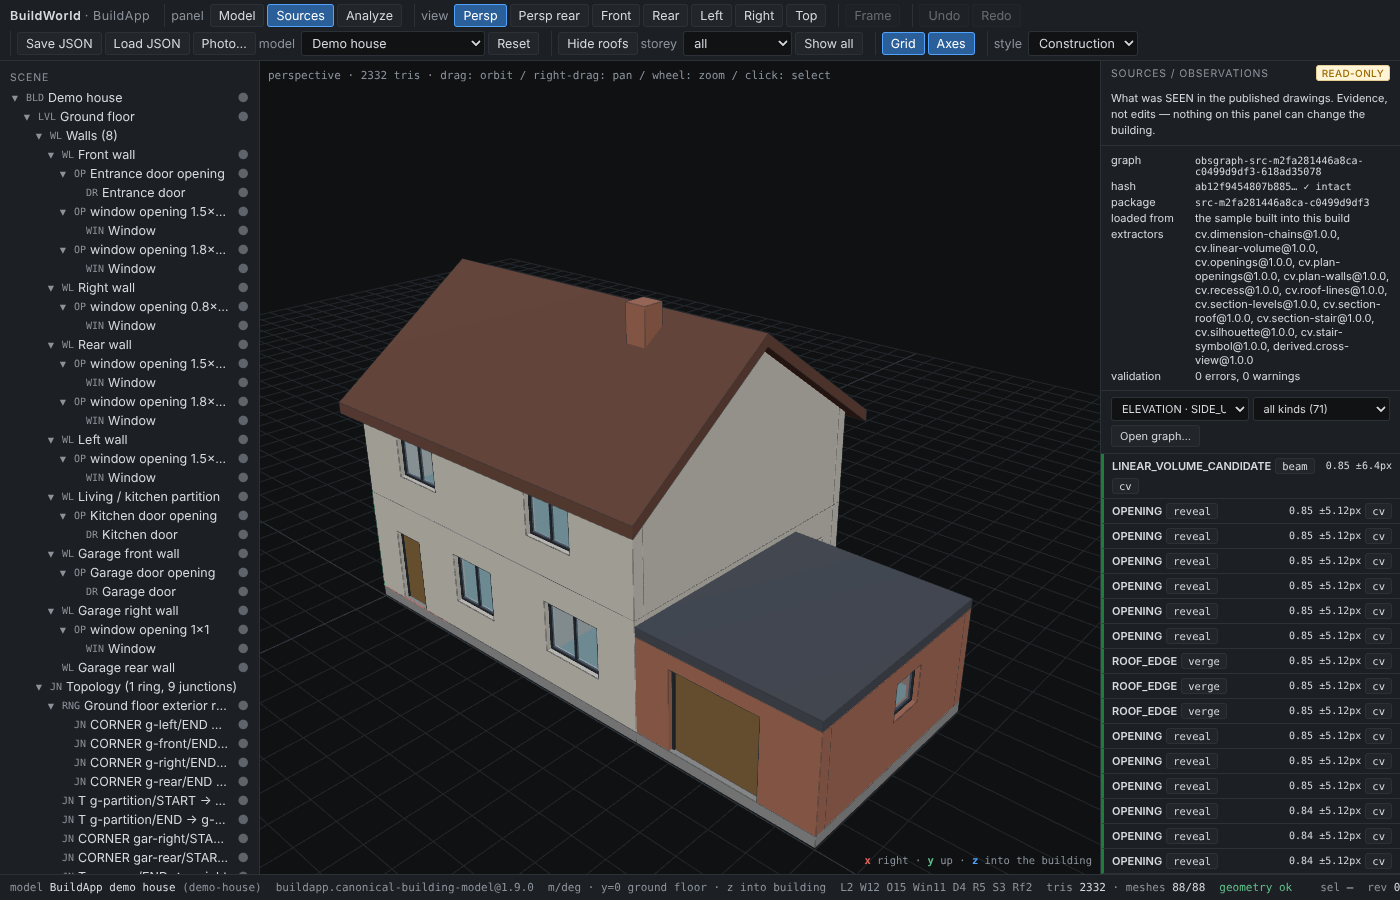 BuildWorld · BuildApp panel Model Sources Analyze view Persp Persp rear Front Rear Left Right Top Frame Undo Redo
Save JSON Load JSON Photo... model Demo house Reset Hide roofs storey all Show all Grid Axes style Construction
SCENE
BLD Demo house
LVL Ground floor
WL Walls (8)
WL Front wall
OP Entrance door opening
DR Entrance door
OP window opening 1.5×...
WIN Window
OP window opening 1.8×...
WIN Window
WL Right wall
OP window opening 0.8×...
WIN Window
WL Rear wall
OP window opening 1.5×...
WIN Window
OP window opening 1.8×...
WIN Window
WL Left wall
OP window opening 1.5×...
WIN Window
WL Living / kitchen partition
OP Kitchen door opening
DR Kitchen door
WL Garage front wall
OP Garage door opening
DR Garage door
WL Garage right wall
OP window opening 1×1
WIN Window
WL Garage rear wall
JN Topology (1 ring, 9 junctions)
RNG Ground floor exterior r...
JN CORNER g-left/END ...
JN CORNER g-front/END...
JN CORNER g-right/END...
JN CORNER g-rear/END ...
JN T g-partition/START → ...
JN T g-partition/END → g-...
JN CORNER gar-right/STA...
JN CORNER gar-rear/STAR...
perspective · 2332 tris · drag: orbit / right-drag: pan / wheel: zoom / click: select
x right · y up · z into the building
SOURCES / OBSERVATIONS READ-ONLY
What was SEEN in the published drawings. Evidence,
not edits — nothing on this panel can change the
building.
graph obsgraph-src-m2fa281446a8ca-
c0499d9df3-618ad35078
hash ab12f9454807b885… ✓ intact
package src-m2fa281446a8ca-c0499d9df3
loaded from the sample built into this build
extractors cv.dimension-chains@1.0.0,
cv.linear-volume@1.0.0,
cv.openings@1.0.0, cv.plan-
openings@1.0.0, cv.plan-walls@1.0.0,
cv.recess@1.0.0, cv.roof-lines@1.0.0,
cv.section-levels@1.0.0, cv.section-
roof@1.0.0, cv.section-stair@1.0.0,
cv.silhouette@1.0.0, cv.stair-
symbol@1.0.0, derived.cross-
view@1.0.0
validation 0 errors, 0 warnings
ELEVATION · SIDE_L all kinds (71)
Open graph...
LINEAR_VOLUME_CANDIDATE beam 0.85 ±6.4px
cv
OPENING reveal 0.85 ±5.12px cv
OPENING reveal 0.85 ±5.12px cv
OPENING reveal 0.85 ±5.12px cv
OPENING reveal 0.85 ±5.12px cv
OPENING reveal 0.85 ±5.12px cv
OPENING reveal 0.85 ±5.12px cv
ROOF_EDGE verge 0.85 ±5.12px cv
ROOF_EDGE verge 0.85 ±5.12px cv
ROOF_EDGE verge 0.85 ±5.12px cv
OPENING reveal 0.85 ±5.12px cv
OPENING reveal 0.85 ±5.12px cv
OPENING reveal 0.85 ±5.12px cv
OPENING reveal 0.84 ±5.12px cv
OPENING reveal 0.84 ±5.12px cv
OPENING reveal 0.84 ±5.12px cv
model BuildApp demo house (demo-house) buildapp.canonical-building-model@1.9.0 m/deg · y=0 ground floor · z into building L2 W12 O15 Win11 D4 R5 S3 Rf2 tris 2332 · meshes 88/88 geometry ok sel — rev 0